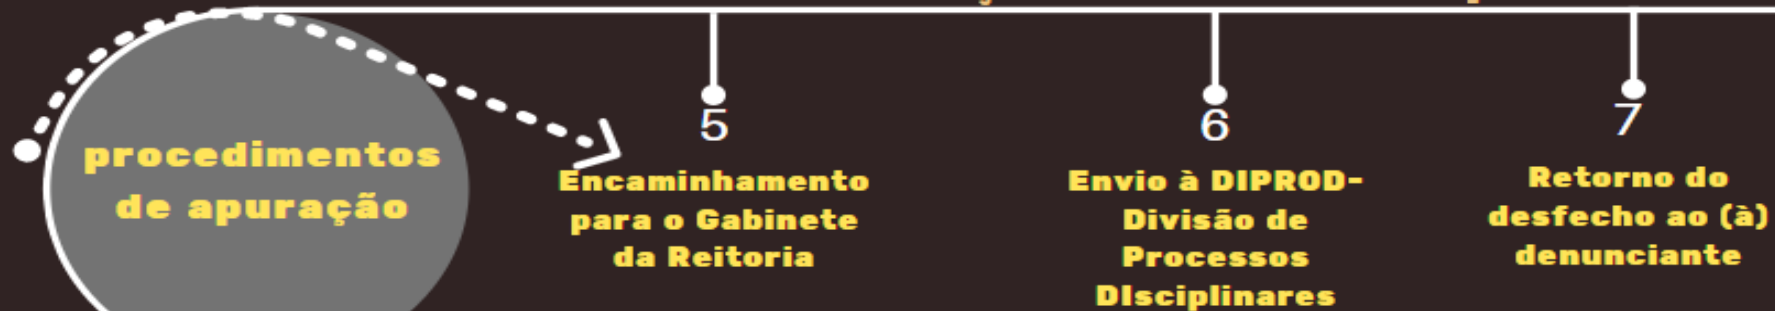 procedimentos
de apuração
5
Encaminhamento
para o Gabinete
da Reitoria
6
Envio à DIPROD-
Divisão de
Processos
DIsciplinares
7
Retorno do
desfecho ao (à)
denunciante